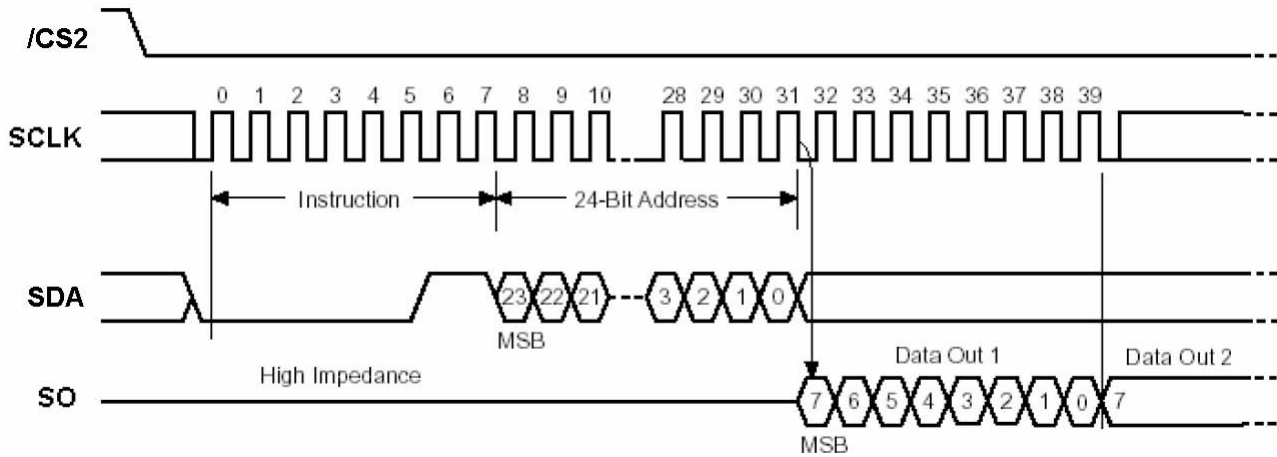 /CS2
0 1 2 3 4 5 6 7 8 9 10 28 29 30 31 32 33 34 35 36 37 38 39
SCLK
Instruction 24-Bit Address
SDA 23 22 21 3 2 1 0
MSB
High Impedance Data Out 1 Data Out 2
SO 7 6 5 4 3 2 1 0 7
MSB